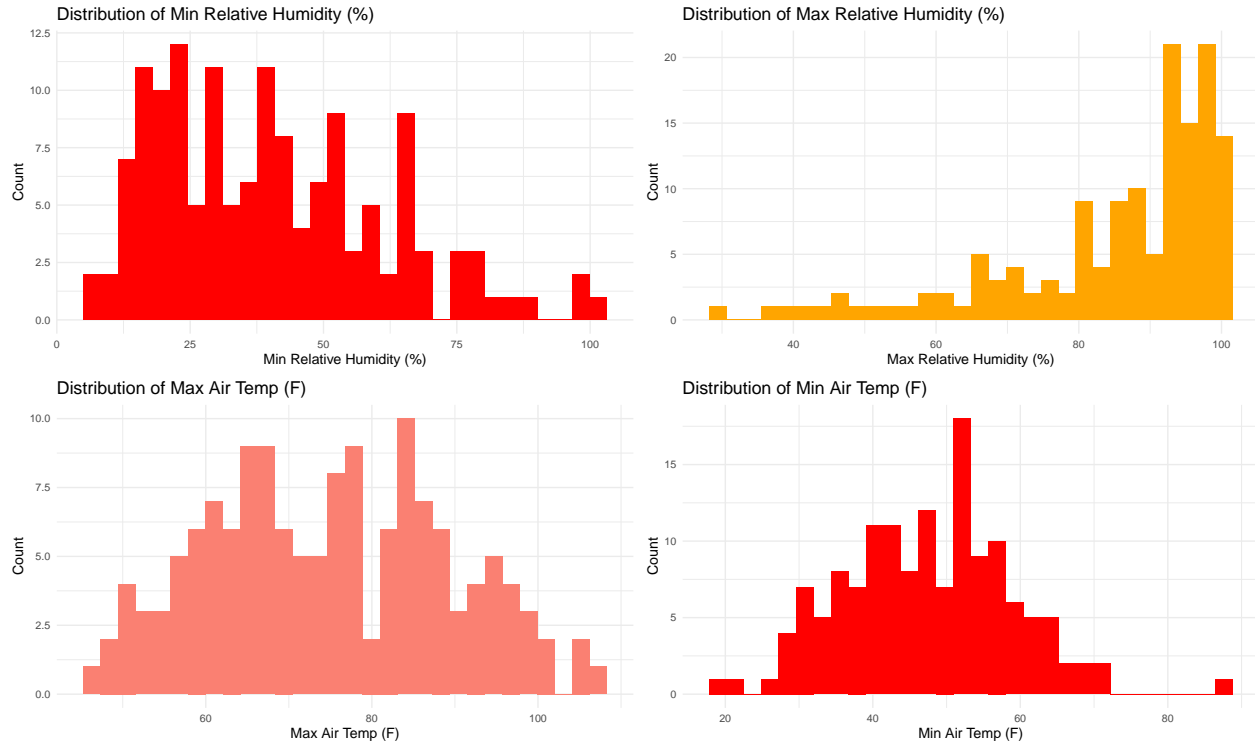 Distribution of Min Relative Humidity (%)
12.5
10.0
7.5
5.0
2.5
0.0
Count
0 25 50 75 100
Min Relative Humidity (%)
Distribution of Max Relative Humidity (%)
20
15
10
5
0
Count
40 60 80 100
Max Relative Humidity (%)
Distribution of Max Air Temp (F)
10.0
7.5
5.0
2.5
0.0
Count
60 80 100
Max Air Temp (F)
Distribution of Min Air Temp (F)
15
10
5
0
Count
20 40 60 80
Min Air Temp (F)